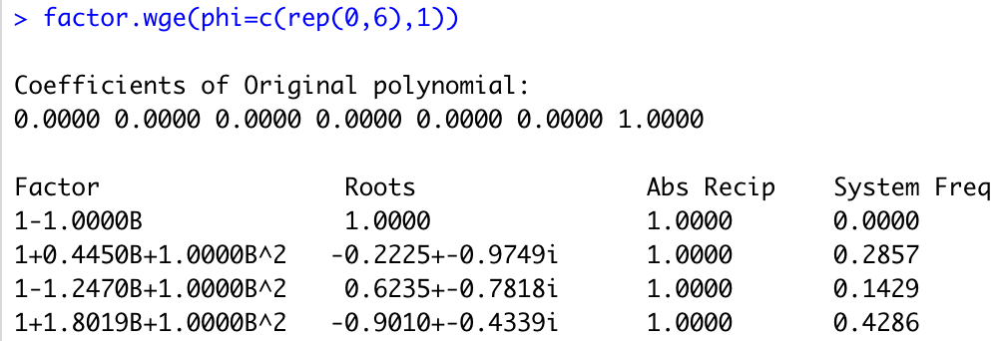 > factor.wge(phi=c(rep(0,6),1))
Coefficients of Original polynomial:
0.0000 0.0000 0.0000 0.0000 0.0000 0.0000 1.0000
Factor Roots Abs Recip System Freq
1-1.0000B 1.0000 1.0000 0.0000
1+0.4450B+1.0000B^2 -0.2225+-0.9749i 1.0000 0.2857
1-1.2470B+1.0000B^2 0.6235+-0.7818i 1.0000 0.1429
1+1.8019B+1.0000B^2 -0.9010+-0.4339i 1.0000 0.4286